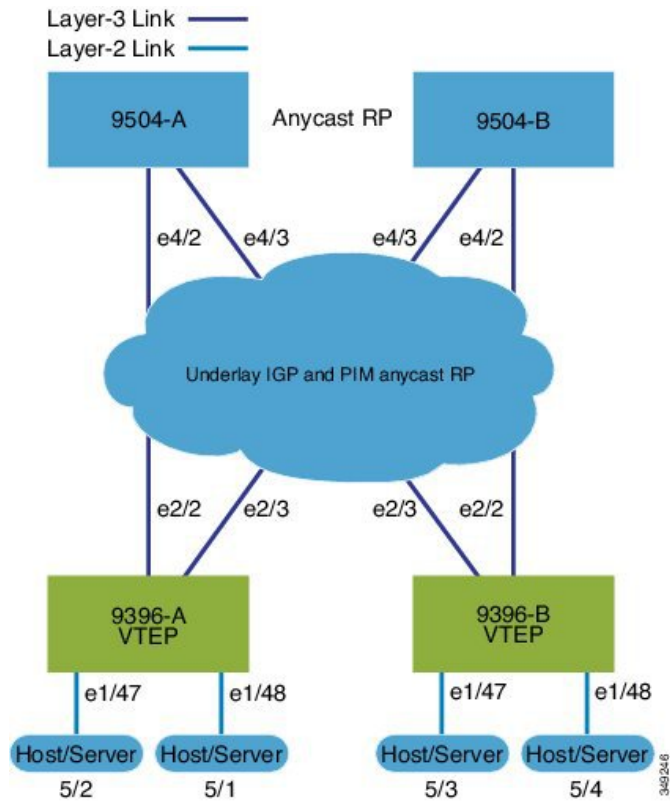 Layer-3 Link
Layer-2 Link
9504-A
Anycast RP
9504-B
e4/2
e4/3
e4/3
e4/2
Underlay IGP and PIM anycast RP
e2/2
e2/3
e2/3
e2/2
9396-A
VTEP
9396-B
VTEP
e1/47
e1/48
e1/47
e1/48
Host/Server
Host/Server
Host/Server
Host/Server
5/2
5/1
5/3
5/4
349246